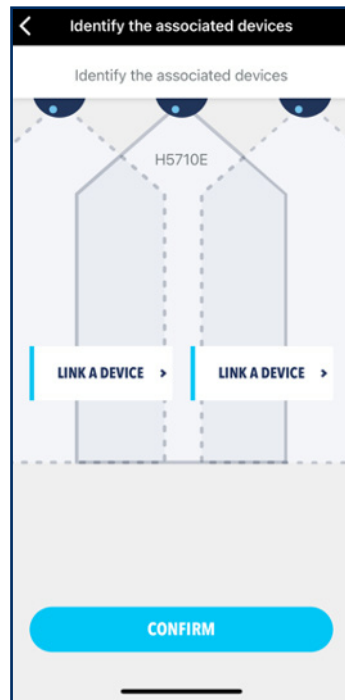 Identify the associated devices
Identify the associated devices
H5710E
LINK A DEVICE >
LINK A DEVICE >
CONFIRM